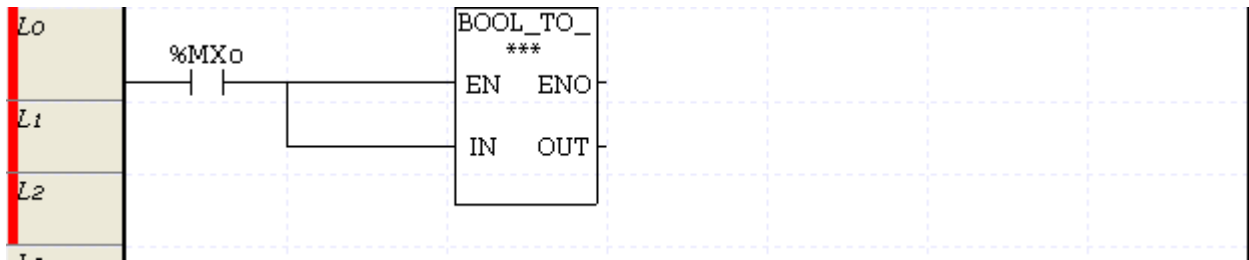 L0
BOOL_TO_
***
%MX0
EN ENO
L1
IN OUT
L2